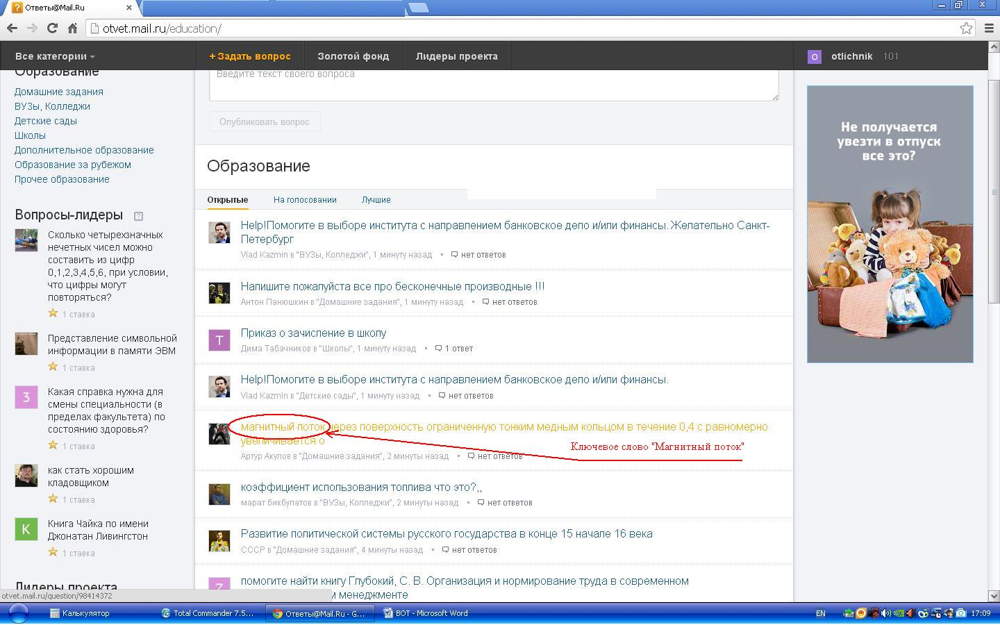 Ответы@Mail.Ru
otvet.mail.ru/education/
Все категории
+ Задать вопрос
Золотой фонд
Лидеры проекта
o
otlichnik 101
Образование
Домашние задания
ВУЗы, Колледжи
Детские сады
Школы
Дополнительное образование
Образование за рубежом
Прочее образование
Вопросы-лидеры ?
Сколько четырехзначных
нечетных чисел можно
составить из цифр
0,1,2,3,4,5,6, при условии,
что цифры могут
повторяться?
1 ставка
Представление символьной
информации в памяти ЭВМ
1 ставка
З
Какая справка нужна для
смены специальности (в
пределах факультета) по
состоянию здоровья?
1 ставка
как стать хорошим
кладовщиком
1 ставка
К
Книга Чайка по имени
Джонатан Ливингстон
1 ставка
Лидеры проекта
Введите текст своего вопроса
Опубликовать вопрос
Образование
Открытые
На голосовании
Лучшие
Help!Помогите в выборе института с направлением банковское дело и/или финансы. Желательно Санкт-
Петербург
Vlad Kazmin в "ВУЗы, Колледжи", 1 минуту назад • нет ответов
Напишите пожалуйста все про бесконечные производные !!!
Антон Панюшкин в "Домашние задания", 1 минуту назад • нет ответов
Т
Приказ о зачисление в школу
Дима Табачников в "Школы", 1 минуту назад • 1 ответ
Help!Помогите в выборе института с направлением банковское дело и/или финансы.
Vlad Kazmin в "Детские сады", 1 минуту назад • нет ответов
магнитный поток через поверхность ограниченную тонким медным кольцом в течение 0,4 с равномерно
увеличивается о
Ключевое слово "Магнитный поток"
Артур Акулов в "Домашние задания", 2 минуты назад • нет ответов
коэффициент использования топлива что это?,,
марат бикбулатов в "ВУЗы, Колледжи", 2 минуты назад • нет ответов
Развитие политической системы русского государства в конце 15 начале 16 века
СССР в "Домашние задания", 4 минуты назад • нет ответов
помогите найти книгу Глубокий, С. В. Организация и нормирование труда в современном
менеджменте
Не получается
увезти в отпуск
все это?
otvet.mail.ru/question/98414372
Калькулятор
Total Commander 7.5...
Ответы@Mail.Ru - G...
BOT - Microsoft Word
EN
17:09